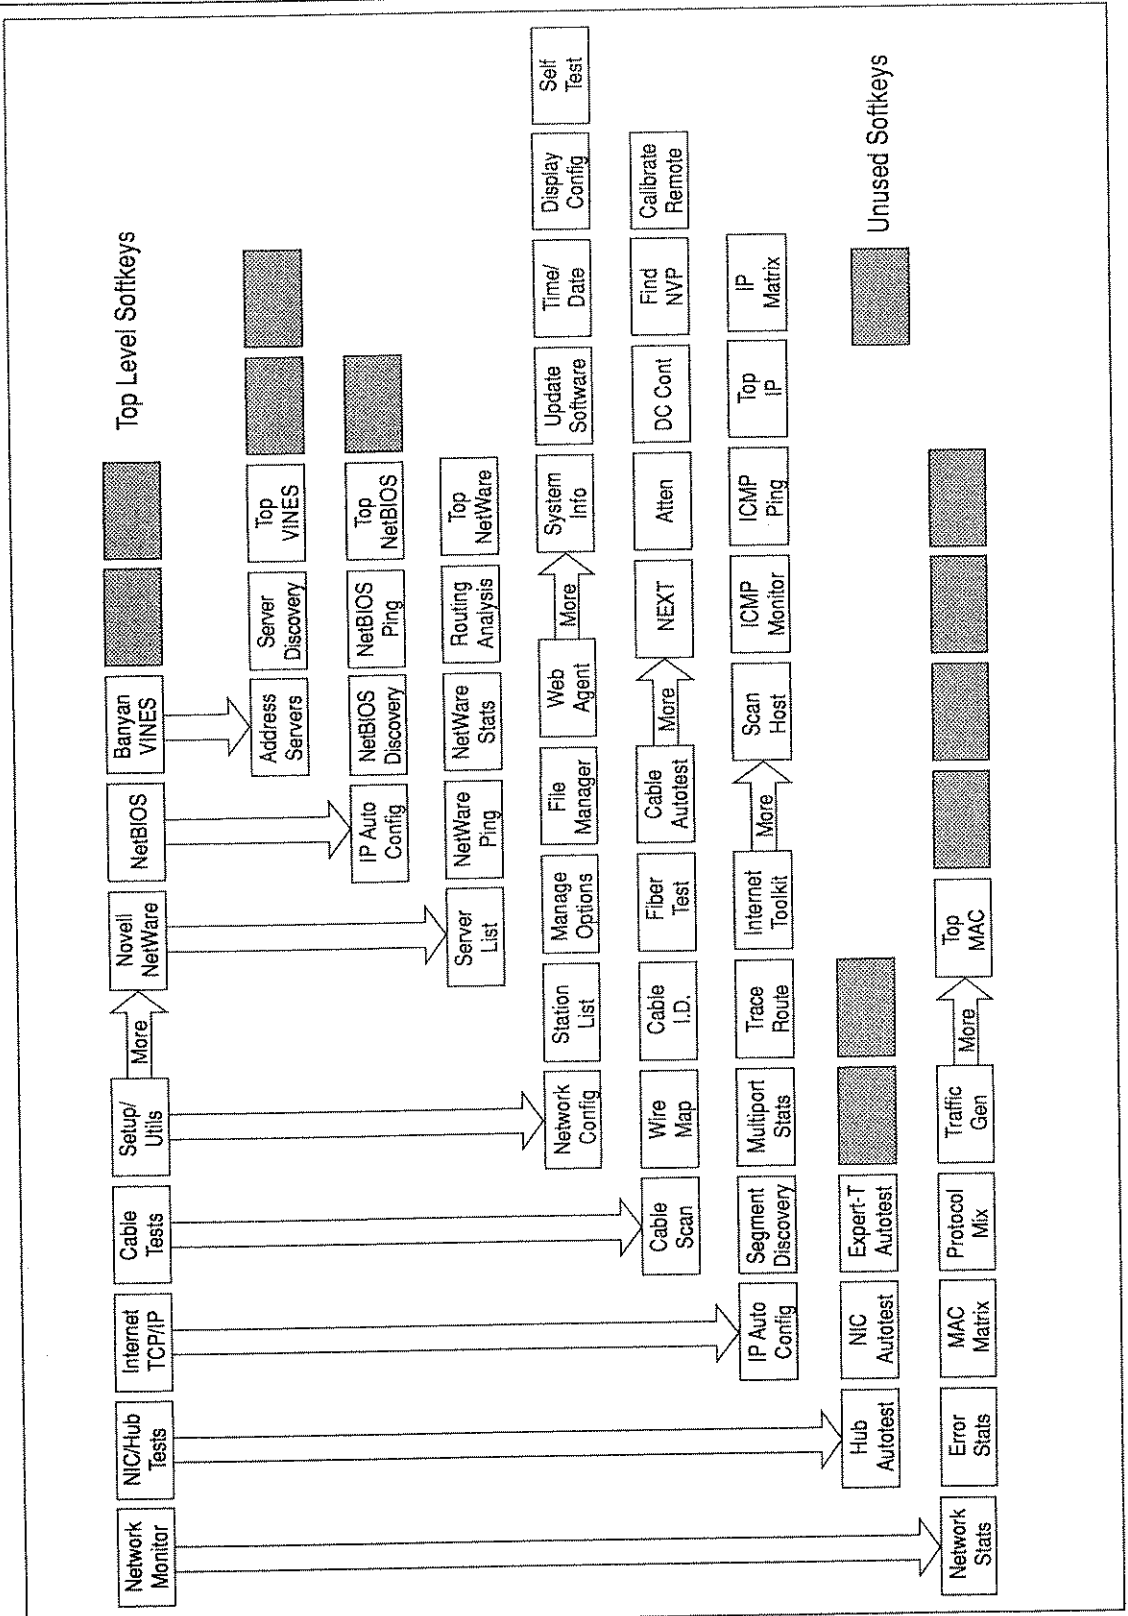 Top Level Softkeys
Network
Monitor
NIC/Hub
Tests
Internet
TCP/IP
Cable
Tests
Setup/
Utils
More
Novell
NetWare
NetBIOS
Banyan
VINES
Address
Servers
Server
Discovery
Top
VINES
IP Auto
Config
NetBIOS
Discovery
NetBIOS
Ping
Top
NetBIOS
Server
List
NetWare
Ping
NetWare
Stats
Routing
Analysis
Top
NetWare
Network
Config
Station
List
Manage
Options
File
Manager
Web
Agent
More
System
Info
Update
Software
Time/
Date
Display
Config
Self
Test
Cable
Scan
Wire
Map
Cable
I.D.
Fiber
Test
Cable
Autotest
More
NEXT
Atten
DC Cont
Find
NVP
Calibrate
Remote
IP Auto
Config
Segment
Discovery
Multiport
Stats
Trace
Route
Internet
Toolkit
More
Scan
Host
ICMP
Monitor
ICMP
Ping
Top
IP
IP
Matrix
Hub
Autotest
NIC
Autotest
Expert-T
Autotest
Unused Softkeys
Network
Stats
Error
Stats
MAC
Matrix
Protocol
Mix
Traffic
Gen
More
Top
MAC